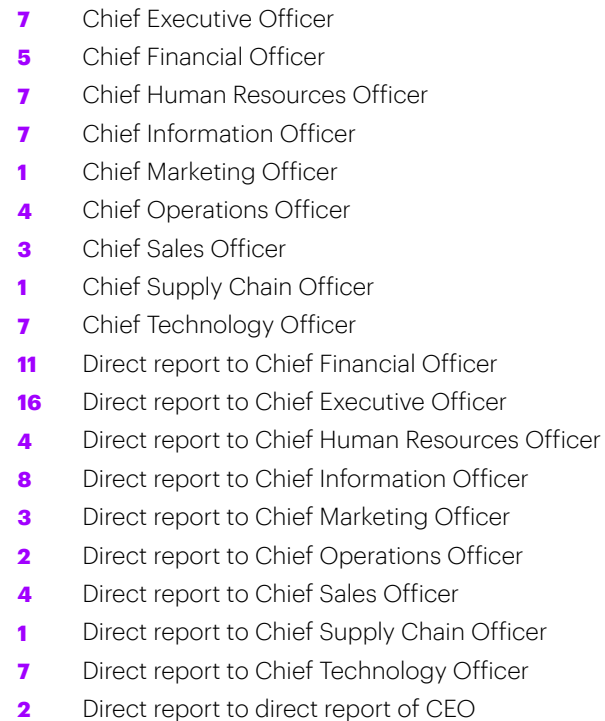 7 Chief Executive Officer
5 Chief Financial Officer
7 Chief Human Resources Officer
7 Chief Information Officer
1 Chief Marketing Officer
4 Chief Operations Officer
3 Chief Sales Officer
1 Chief Supply Chain Officer
7 Chief Technology Officer
11 Direct report to Chief Financial Officer
16 Direct report to Chief Executive Officer
4 Direct report to Chief Human Resources Officer
8 Direct report to Chief Information Officer
3 Direct report to Chief Marketing Officer
2 Direct report to Chief Operations Officer
4 Direct report to Chief Sales Officer
1 Direct report to Chief Supply Chain Officer
7 Direct report to Chief Technology Officer
2 Direct report to direct report of CEO